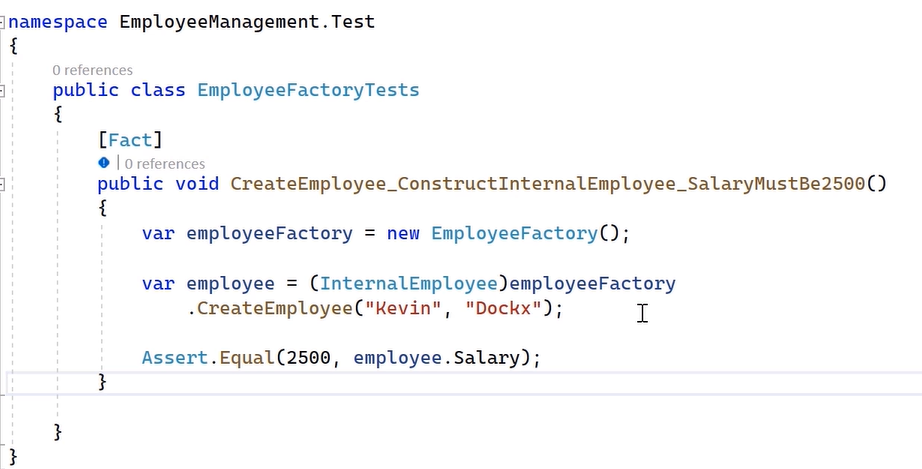 namespace EmployeeManagement.Test
{
0 references
public class EmployeeFactoryTests
{
[Fact]
| 0 references
public void CreateEmployee_ConstructInternalEmployee_SalaryMustBe2500()
{
var employeeFactory = new EmployeeFactory();
var employee = (InternalEmployee)employeeFactory
.CreateEmployee("Kevin", "Dockx");
Assert.Equal(2500, employee.Salary);
}
}
}